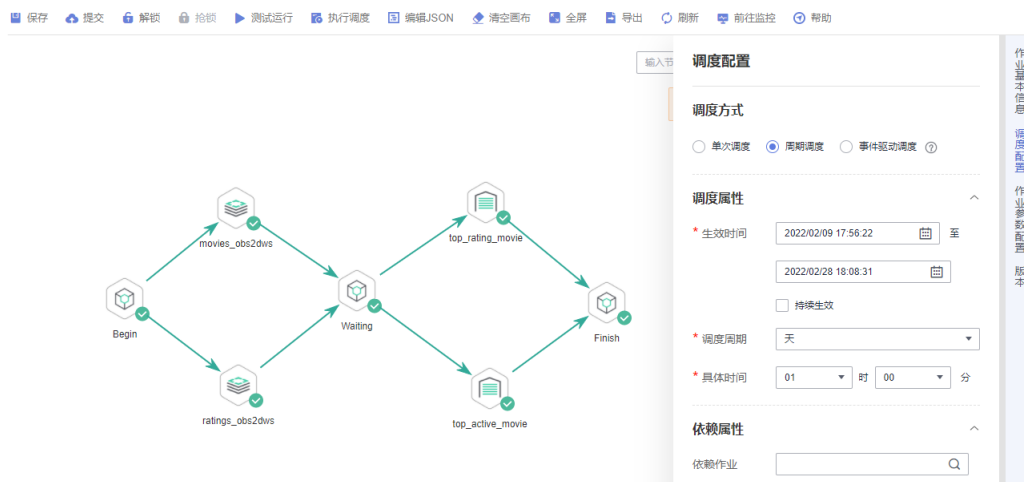 保存 提交 解锁 抢锁 测试运行 执行调度 编辑JSON 清空画布 全屏 导出 刷新 前往监控 帮助
输入节
movies_obs2dws
top_rating_movie
Begin
Waiting
Finish
ratings_obs2dws
top_active_movie
调度配置
调度方式
单次调度 周期调度 事件驱动调度 ?
调度属性
* 生效时间 2022/02/09 17:56:22 至
2022/02/28 18:08:31
持续生效
* 调度周期 天
* 具体时间 01 时 00 分
依赖属性
依赖作业
作业基本信息
调度配置
作业参数配置
版本